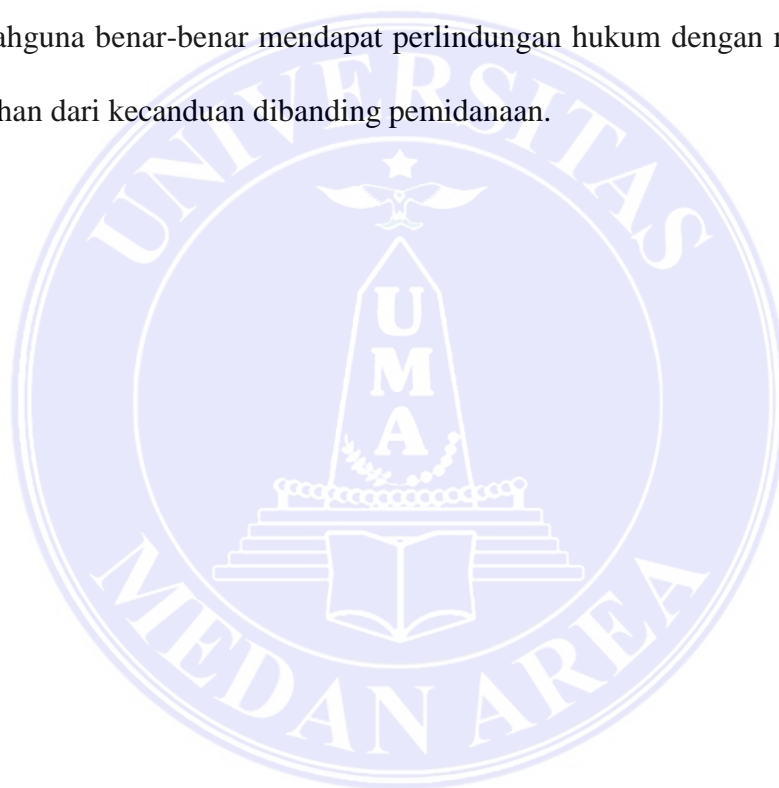 ahguna benar-benar mendapat perlindungan hukum dengan
han dari kecanduan dibanding pemidanaan.
UNIVERSITAS
UMA
MEDAN AREA